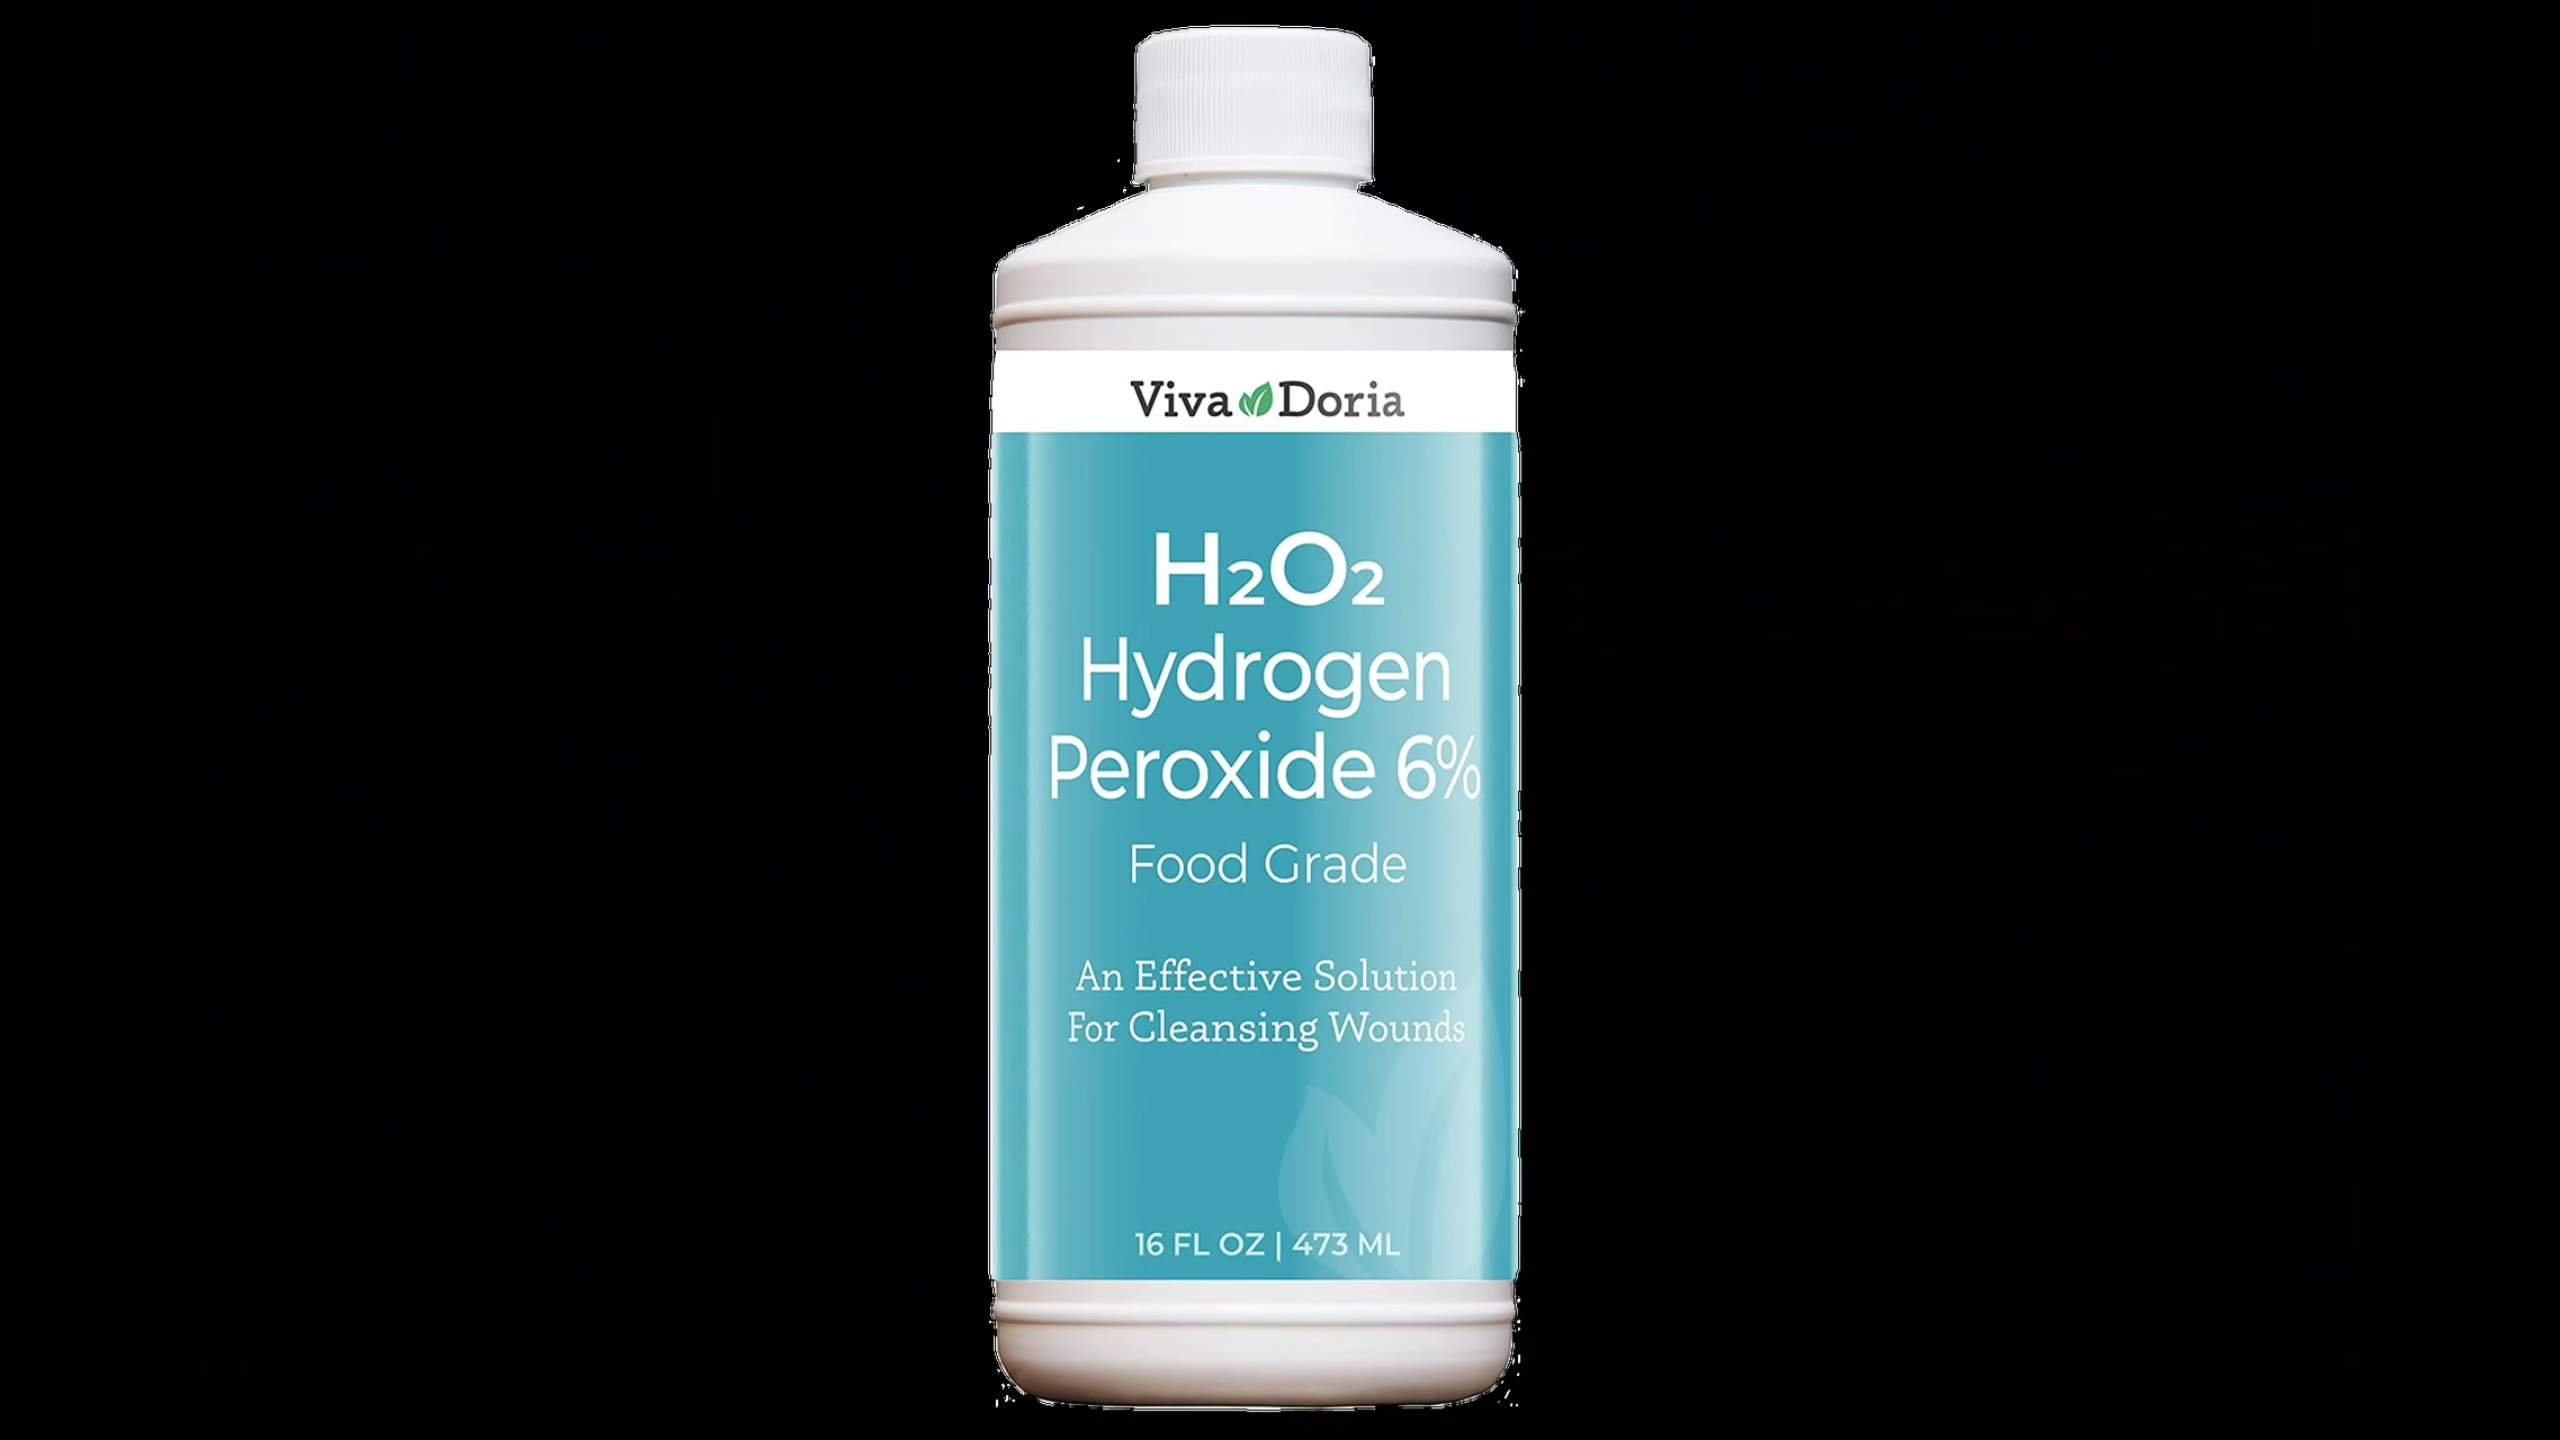 Viva Doria
H₂O₂
Hydrogen
Peroxide 6%
Food Grade
An Effective Solution
For Cleansing Wounds
16 FL OZ | 473 ML